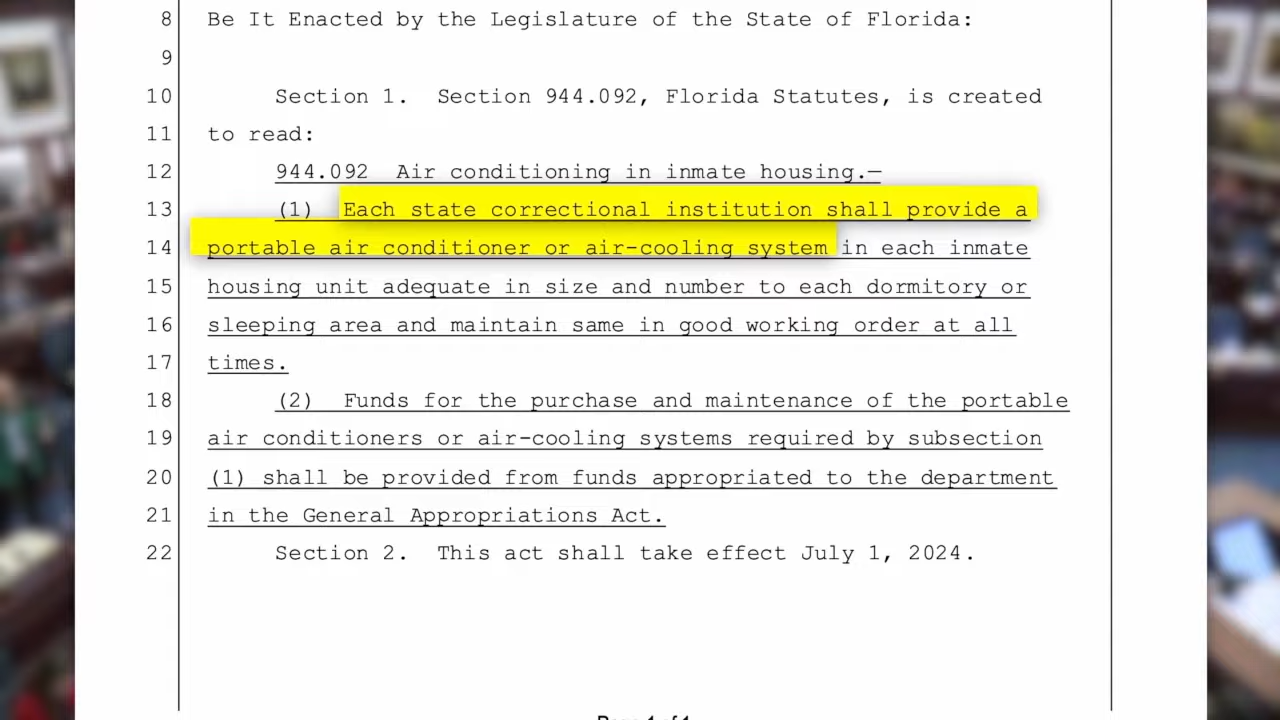 8 Be It Enacted by the Legislature of the State of Florida:
9
10 Section 1. Section 944.092, Florida Statutes, is created
11 to read:
12 944.092 Air conditioning in inmate housing.—
13 (1) Each state correctional institution shall provide a
14 portable air conditioner or air-cooling system in each inmate
15 housing unit adequate in size and number to each dormitory or
16 sleeping area and maintain same in good working order at all
17 times.
18 (2) Funds for the purchase and maintenance of the portable
19 air conditioners or air-cooling systems required by subsection
20 (1) shall be provided from funds appropriated to the department
21 in the General Appropriations Act.
22 Section 2. This act shall take effect July 1, 2024.
Page 1 of 1